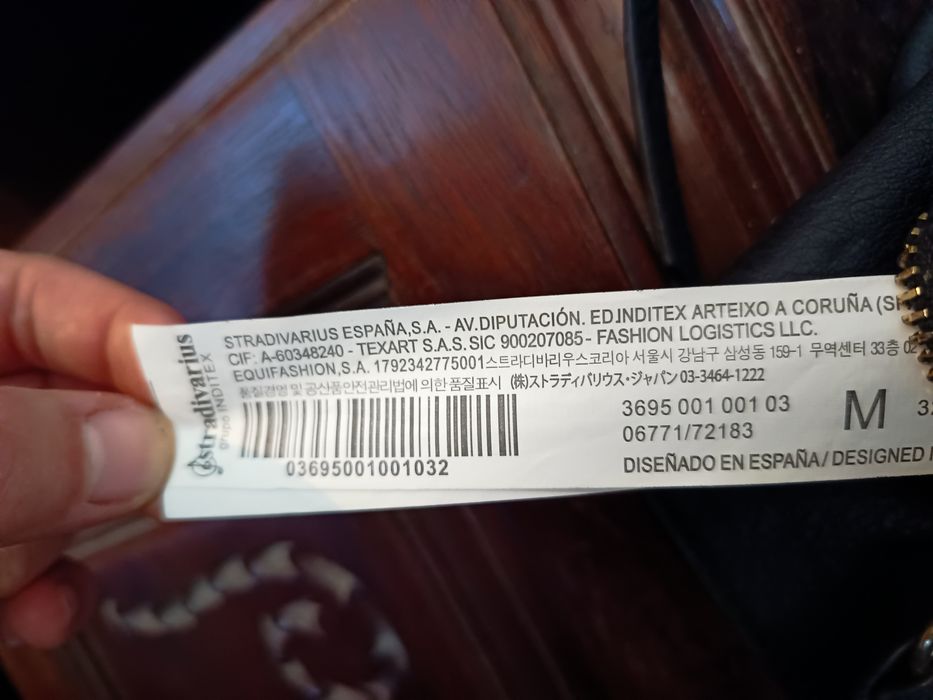 stradivarius
grupo INDITEX
STRADIVARIUS ESPAÑA,S.A. - AV.DIPUTACIÓN. ED.INDITEX ARTEIXO A CORUÑA
CIF: A-60348240 - TEXART S.A.S. SIC 900207085- FASHION LOGISTICS LLC.
EQUIFASHION,S.A. 1792342775001스트라디바리우스코리아 서울시 강남구 삼성동 159-1 무역센터 33층 02
품질경명 및 공산품안전관리법에 의한 품질표시 (株)ストラディバリウス・ジャパン 03-3464-1222
3695 001 001 03
06771/72183
M
03695001001032
DISEÑADO EN ESPAÑA / DESIGNED